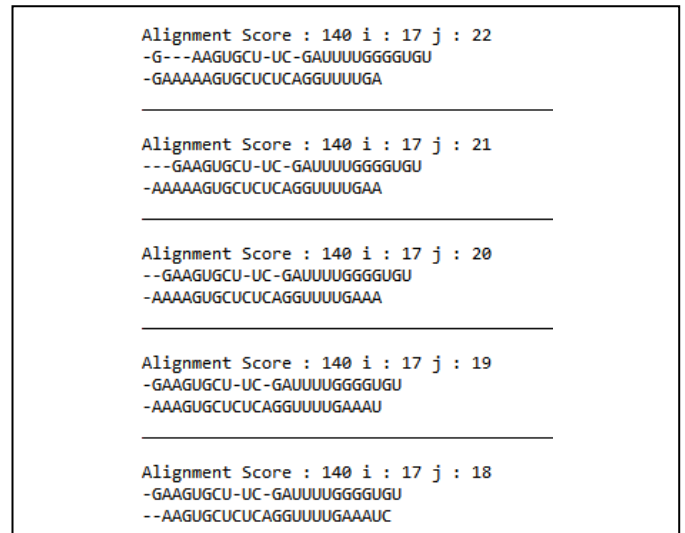 Alignment Score : 140 i : 17 j : 22
-G---AAGUGCU-UC-GAUUUUGGGGUGU
-GAAAAAGUGCUCUCAGGUUUUGA
Alignment Score : 140 i : 17 j : 21
---GAAGUGCU-UC-GAUUUUGGGGUGU
-AAAAAGUGCUCUCAGGUUUUGAA
Alignment Score : 140 i : 17 j : 20
--GAAGUGCU-UC-GAUUUUGGGGUGU
-AAAAGUGCUCUCAGGUUUUGAAA
Alignment Score : 140 i : 17 j : 19
-GAAGUGCU-UC-GAUUUUGGGGUGU
-AAAGUGCUCUCAGGUUUUGAAAU
Alignment Score : 140 i : 17 j : 18
-GAAGUGCU-UC-GAUUUUGGGGUGU
--AAGUGCUCUCAGGUUUUGAAAUC